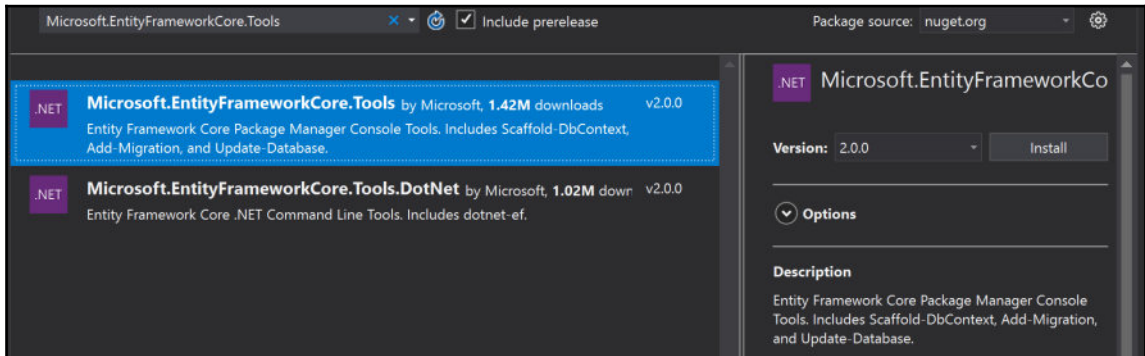 Microsoft.EntityFrameworkCore.Tools
Include prerelease
Package source: nuget.org
.NET
Microsoft.EntityFrameworkCore.Tools by Microsoft, 1.42M downloads
v2.0.0
Entity Framework Core Package Manager Console Tools. Includes Scaffold-DbContext,
Add-Migration, and Update-Database.
.NET
Microsoft.EntityFrameworkCore.Tools.DotNet by Microsoft, 1.02M down
v2.0.0
Entity Framework Core .NET Command Line Tools. Includes dotnet-ef.
.NET
Microsoft.EntityFrameworkCo
Version: 2.0.0
Install
Options
Description
Entity Framework Core Package Manager Console
Tools. Includes Scaffold-DbContext, Add-Migration,
and Update-Database.